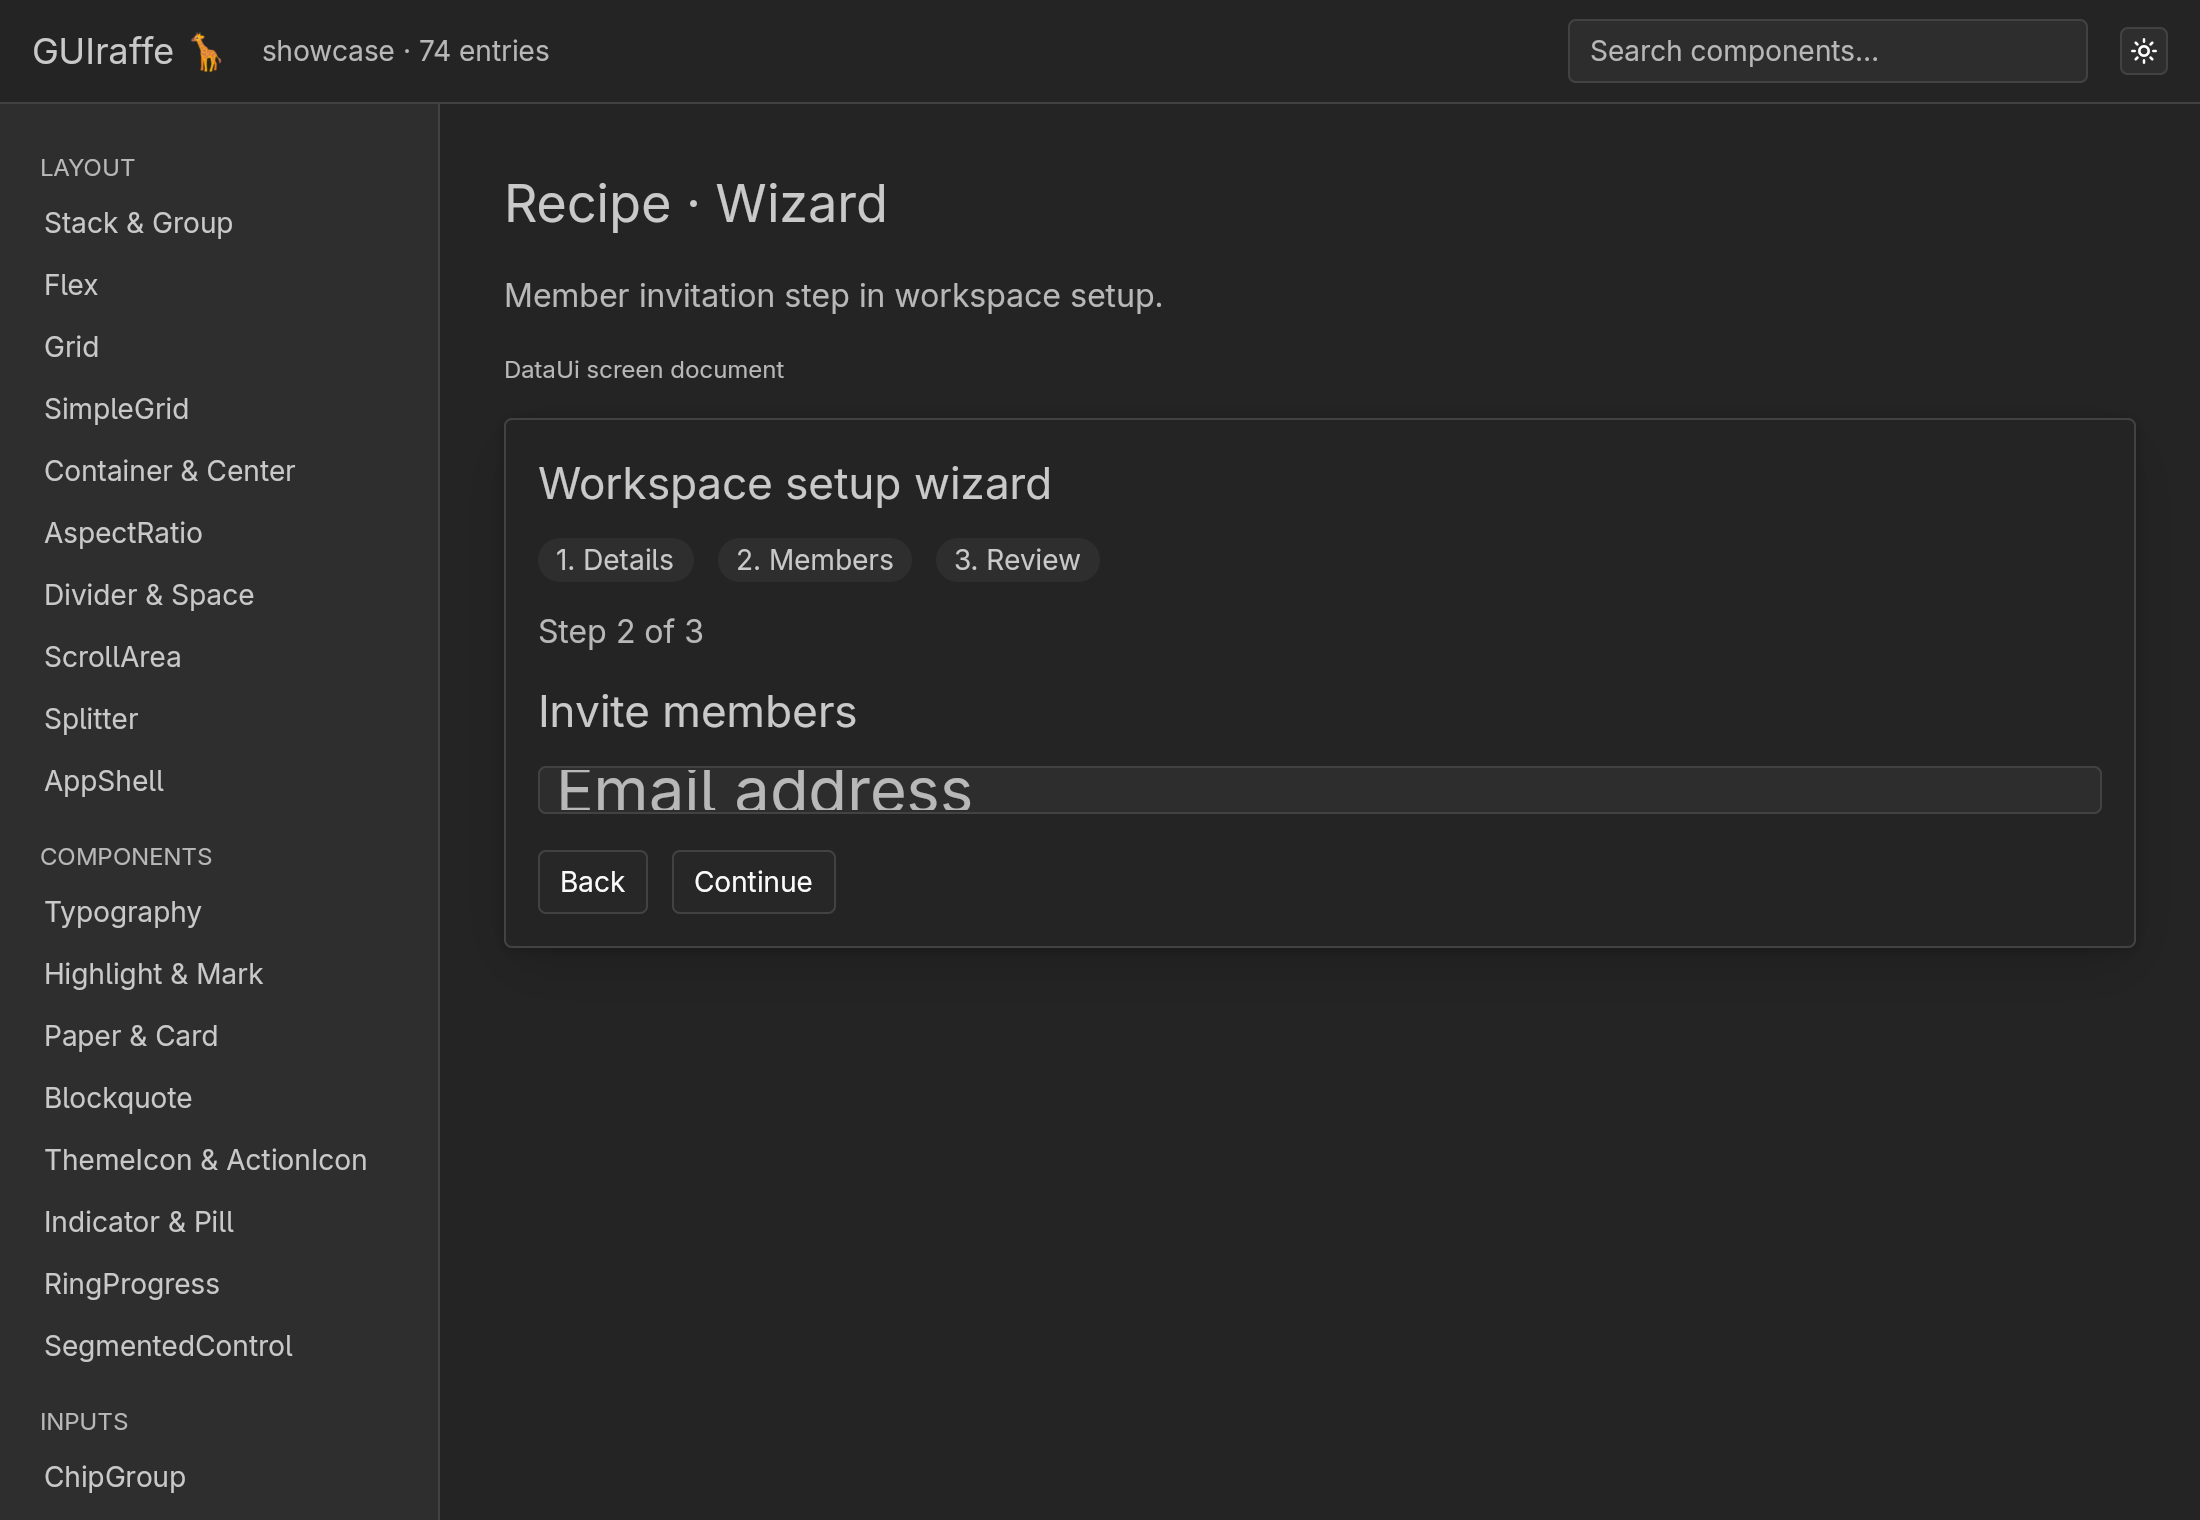 GUIraffe 🦒 showcase · 74 entries
Search components...
LAYOUT
Stack & Group
Flex
Grid
SimpleGrid
Container & Center
AspectRatio
Divider & Space
ScrollArea
Splitter
AppShell
COMPONENTS
Typography
Highlight & Mark
Paper & Card
Blockquote
ThemeIcon & ActionIcon
Indicator & Pill
RingProgress
SegmentedControl
INPUTS
ChipGroup
Recipe · Wizard
Member invitation step in workspace setup.
DataUi screen document
Workspace setup wizard
1. Details 2. Members 3. Review
Step 2 of 3
Invite members
Email address
Back Continue